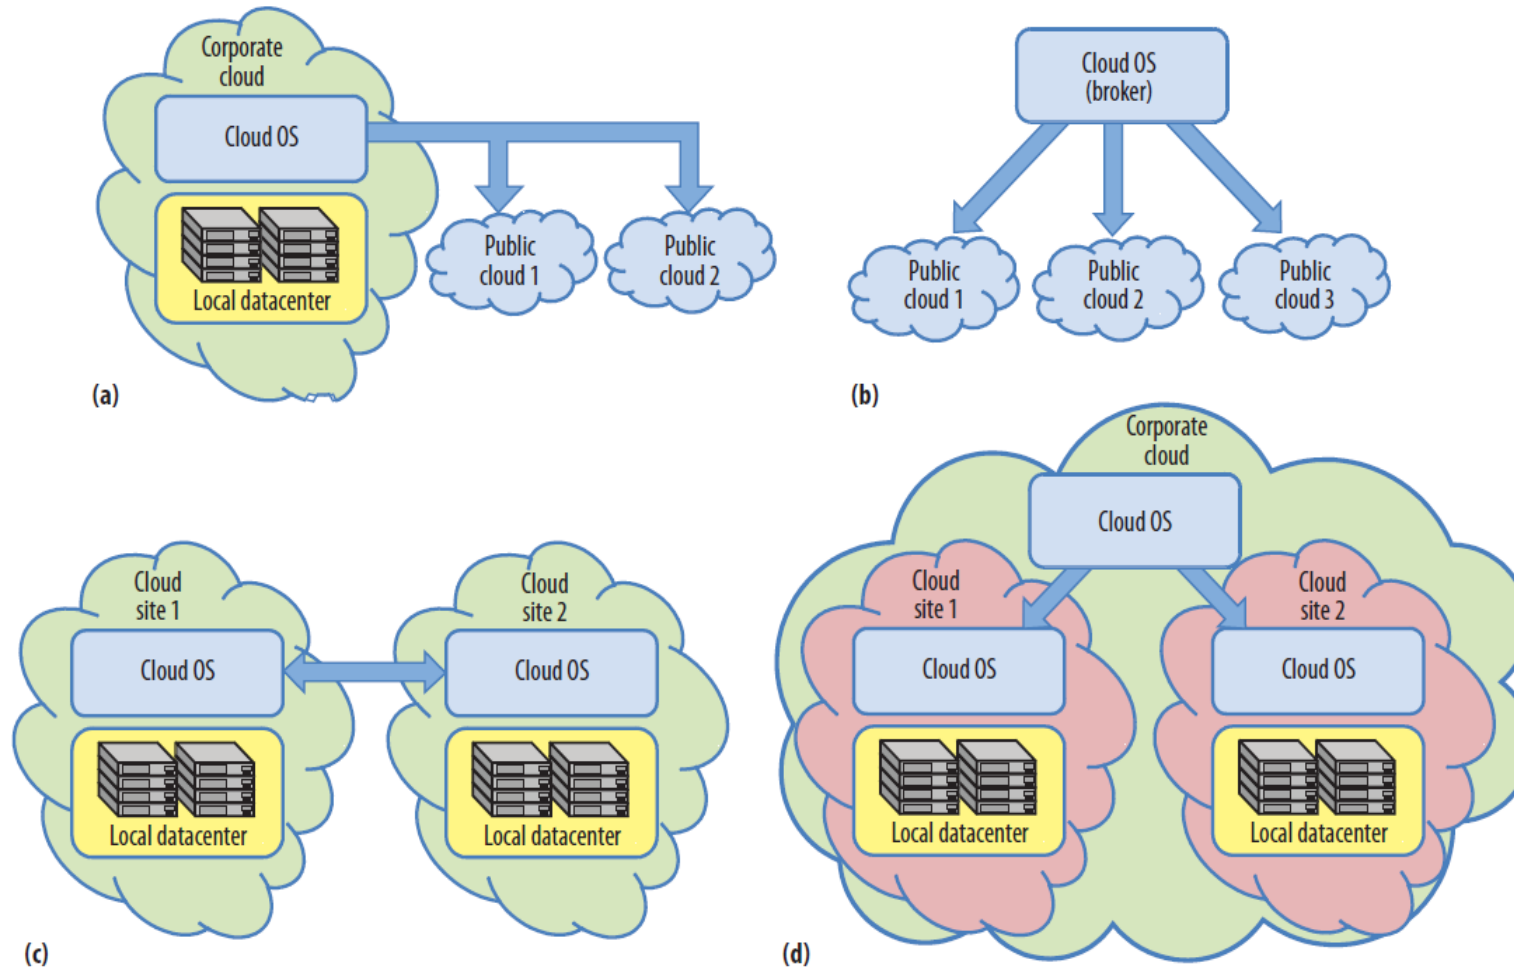 Corporate
cloud
Cloud OS
Local datacenter
Public
cloud 1
Public
cloud 2
(a)
Cloud OS
(broker)
Public
cloud 1
Public
cloud 2
Public
cloud 3
(b)
Cloud
site 1
Cloud OS
Local datacenter
Cloud
site 2
Cloud OS
Local datacenter
(c)
Corporate
cloud
Cloud OS
Cloud
site 1
Cloud OS
Local datacenter
Cloud
site 2
Cloud OS
Local datacenter
(d)